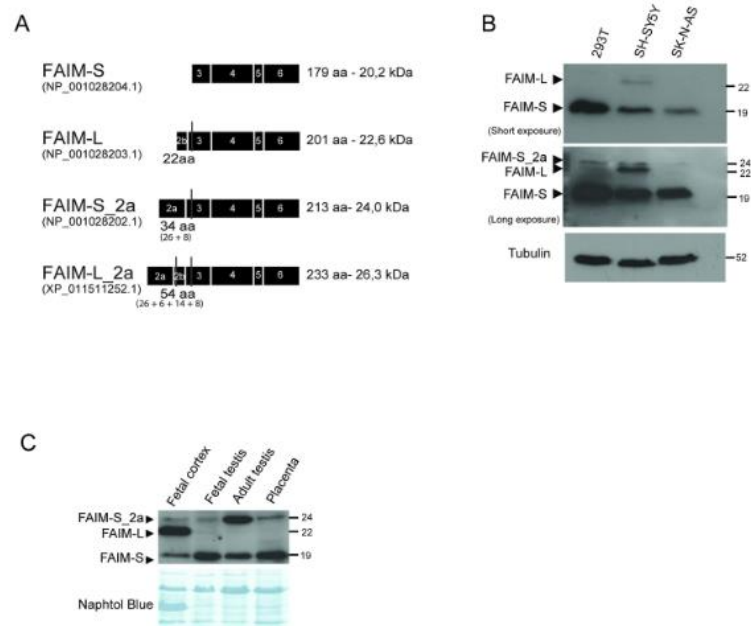 A
FAIM-S
(NP_001028204.1)
3 4 5 6
179 aa - 20,2 kDa
FAIM-L
(NP_001028203.1)
2b 3 4 5 6
22aa
201 aa - 22,6 kDa
FAIM-S_2a
(NP_001028202.1)
2a 3 4 5 6
34 aa
(26 + 8)
213 aa- 24,0 kDa
FAIM-L_2a
(XP_011511252.1)
2a 2b 3 4 5 6
54 aa
(26 + 6 + 14 + 8)
233 aa- 26,3 kDa
B
293T
SH-SY5Y
SK-N-AS
FAIM-L
22
FAIM-S
19
(Short exposure)
FAIM-S_2a
24
FAIM-L
22
FAIM-S
19
(Long exposure)
Tubulin
52
C
Fetal cortex
Fetal testis
Adult testis
Placenta
FAIM-S_2a
24
FAIM-L
22
FAIM-S
19
Naphtol Blue